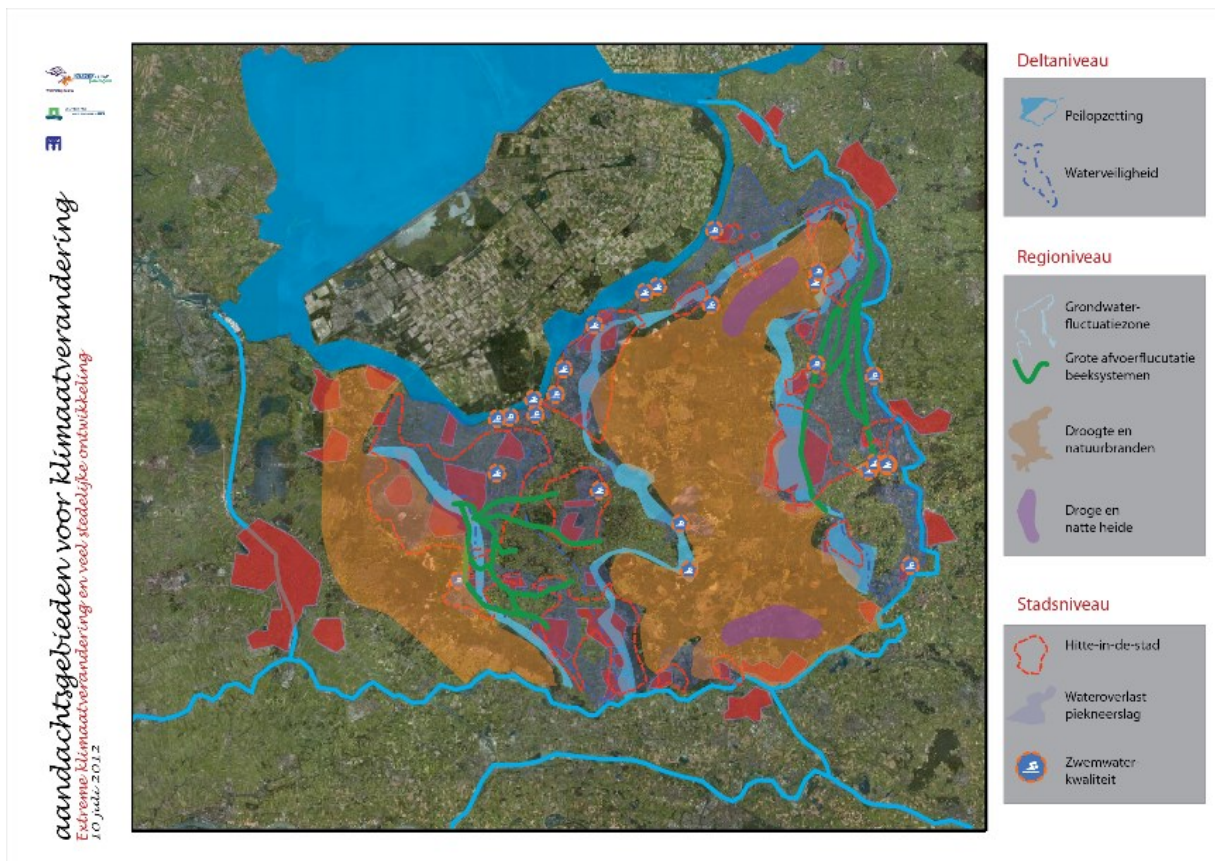 aandachtsgebieden voor klimaatverandering
Extreme klimaatverandering en veel stedelijke ontwikkeling
10 juli 2012
Deltaniveau
Peilopzetting
Waterveiligheid
Regioniveau
Grondwater-
fluctuatiezone
Grote afvoerflucutatie
beeksystemen
Droogte en
natuurbranden
Droge en
natte heide
Stadsniveau
Hitte-in-de-stad
Wateroverlast
piekneerslag
Zwemwater-
kwaliteit